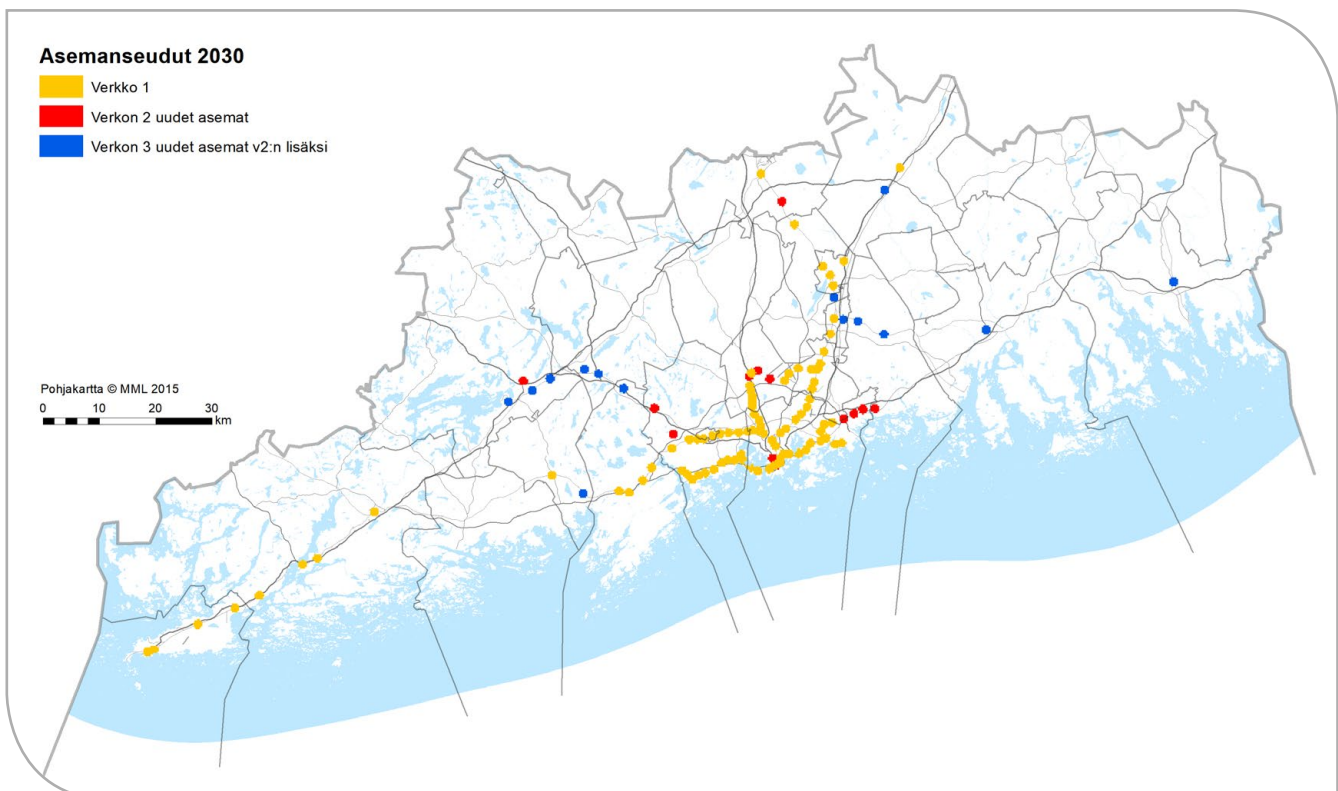 Asemanseudut 2030
Verkko 1
Verkon 2 uudet asemat
Verkon 3 uudet asemat v2:n lisäksi
Pohjakartta © MML 2015
0 10 20 30
km